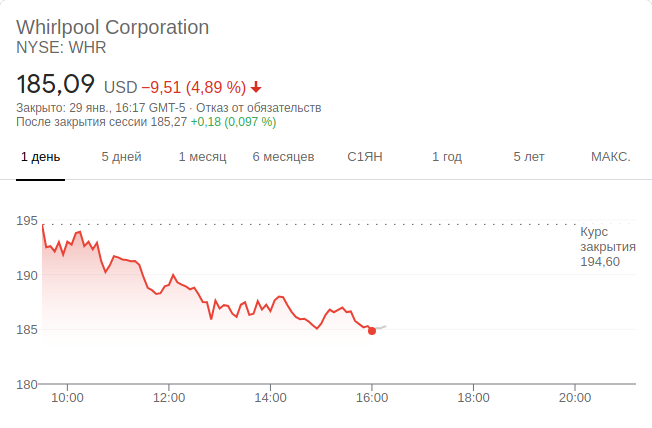 Whirlpool Corporation
NYSE: WHR
185,09 USD −9,51 (4,89 %)
Закрыто: 29 янв., 16:17 GMT-5 · Отказ от обязательств
После закрытия сессии 185,27 +0,18 (0,097 %)
1 день 5 дней 1 месяц 6 месяцев С1ЯН 1 год 5 лет МАКС.
195
Курс
закрытия
194,60
190
185
180
10:00 12:00 14:00 16:00 18:00 20:00